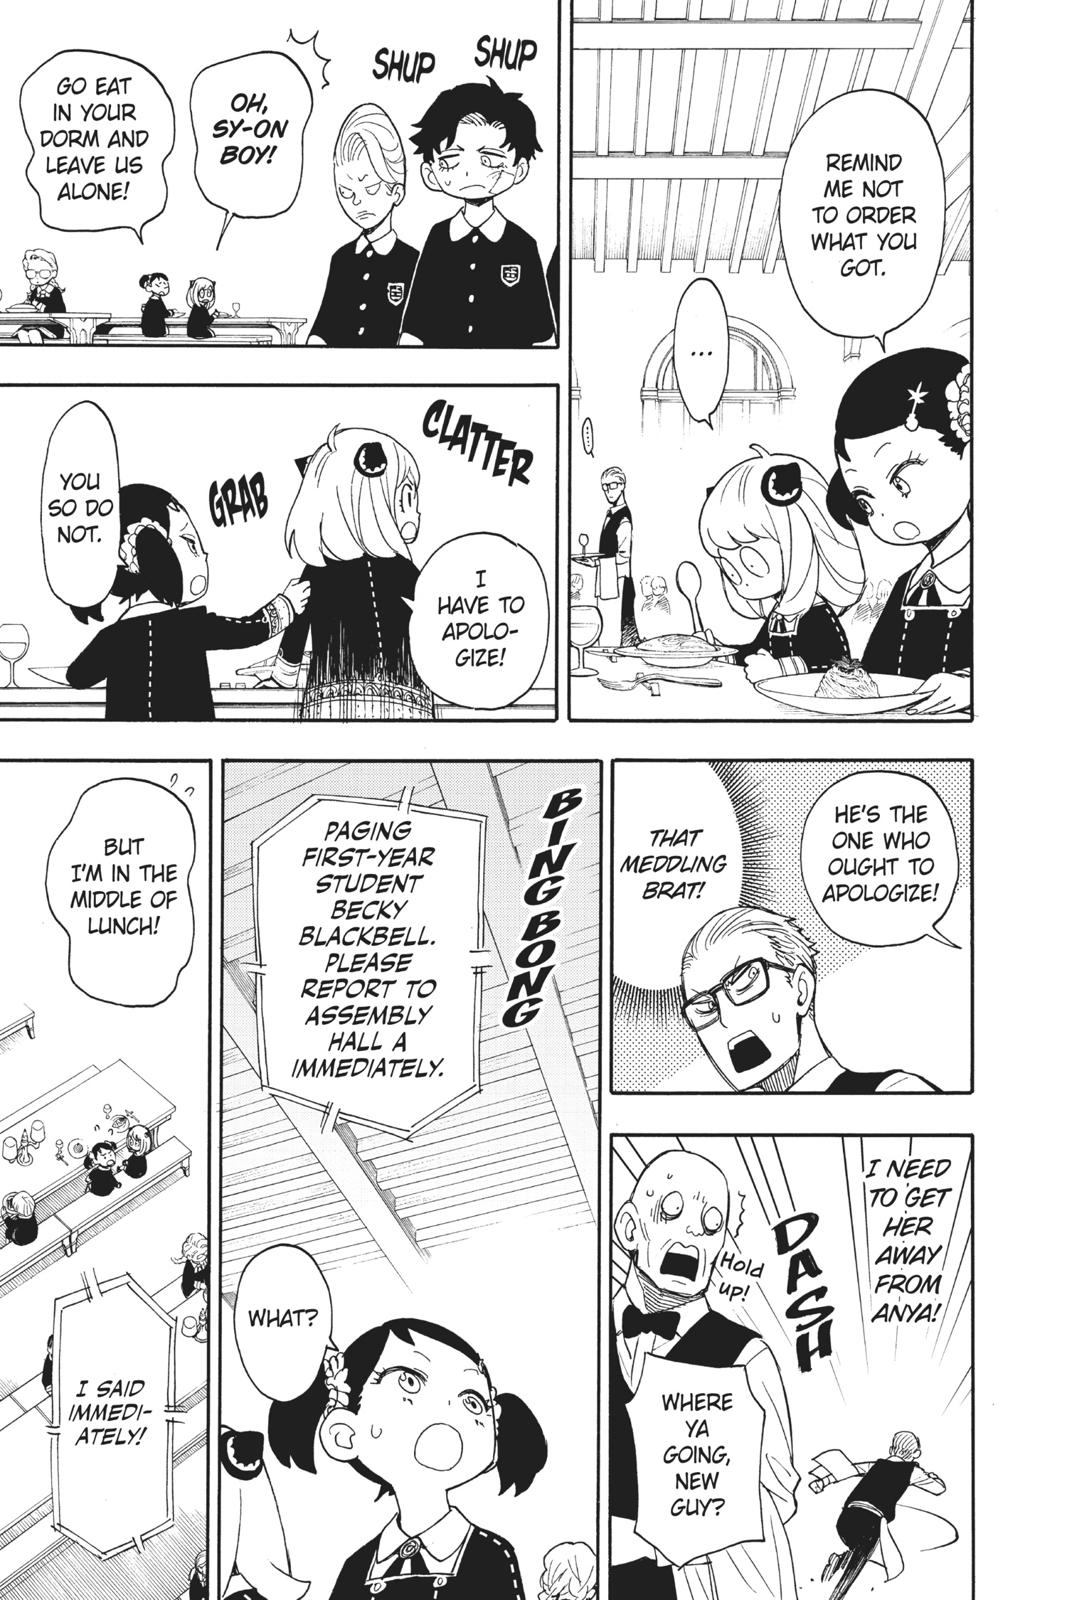 REMIND
ME NOT
TO ORDER
WHAT YOU
GOT.
...
SHUP
SHUP
OH,
SY-ON
BOY!
GO EAT
IN YOUR
DORM AND
LEAVE US
ALONE!
CLATTER
I
HAVE TO
APOLO-
GIZE!
GRAB
YOU
SO DO
NOT.
HE'S THE
ONE WHO
OUGHT TO
APOLOGIZE!
THAT
MEDDLING
BRAT!
I NEED
TO GET
HER
AWAY
FROM
ANYA!
DASH
Hold
up!
WHERE
YA
GOING,
NEW
GUY?
BING BONG
PAGING
FIRST-YEAR
STUDENT
BECKY
BLACKBELL.
PLEASE
REPORT TO
ASSEMBLY
HALL A
IMMEDIATELY.
WHAT?
BUT
I'M IN THE
MIDDLE OF
LUNCH!
I SAID
IMMEDI-
ATELY!